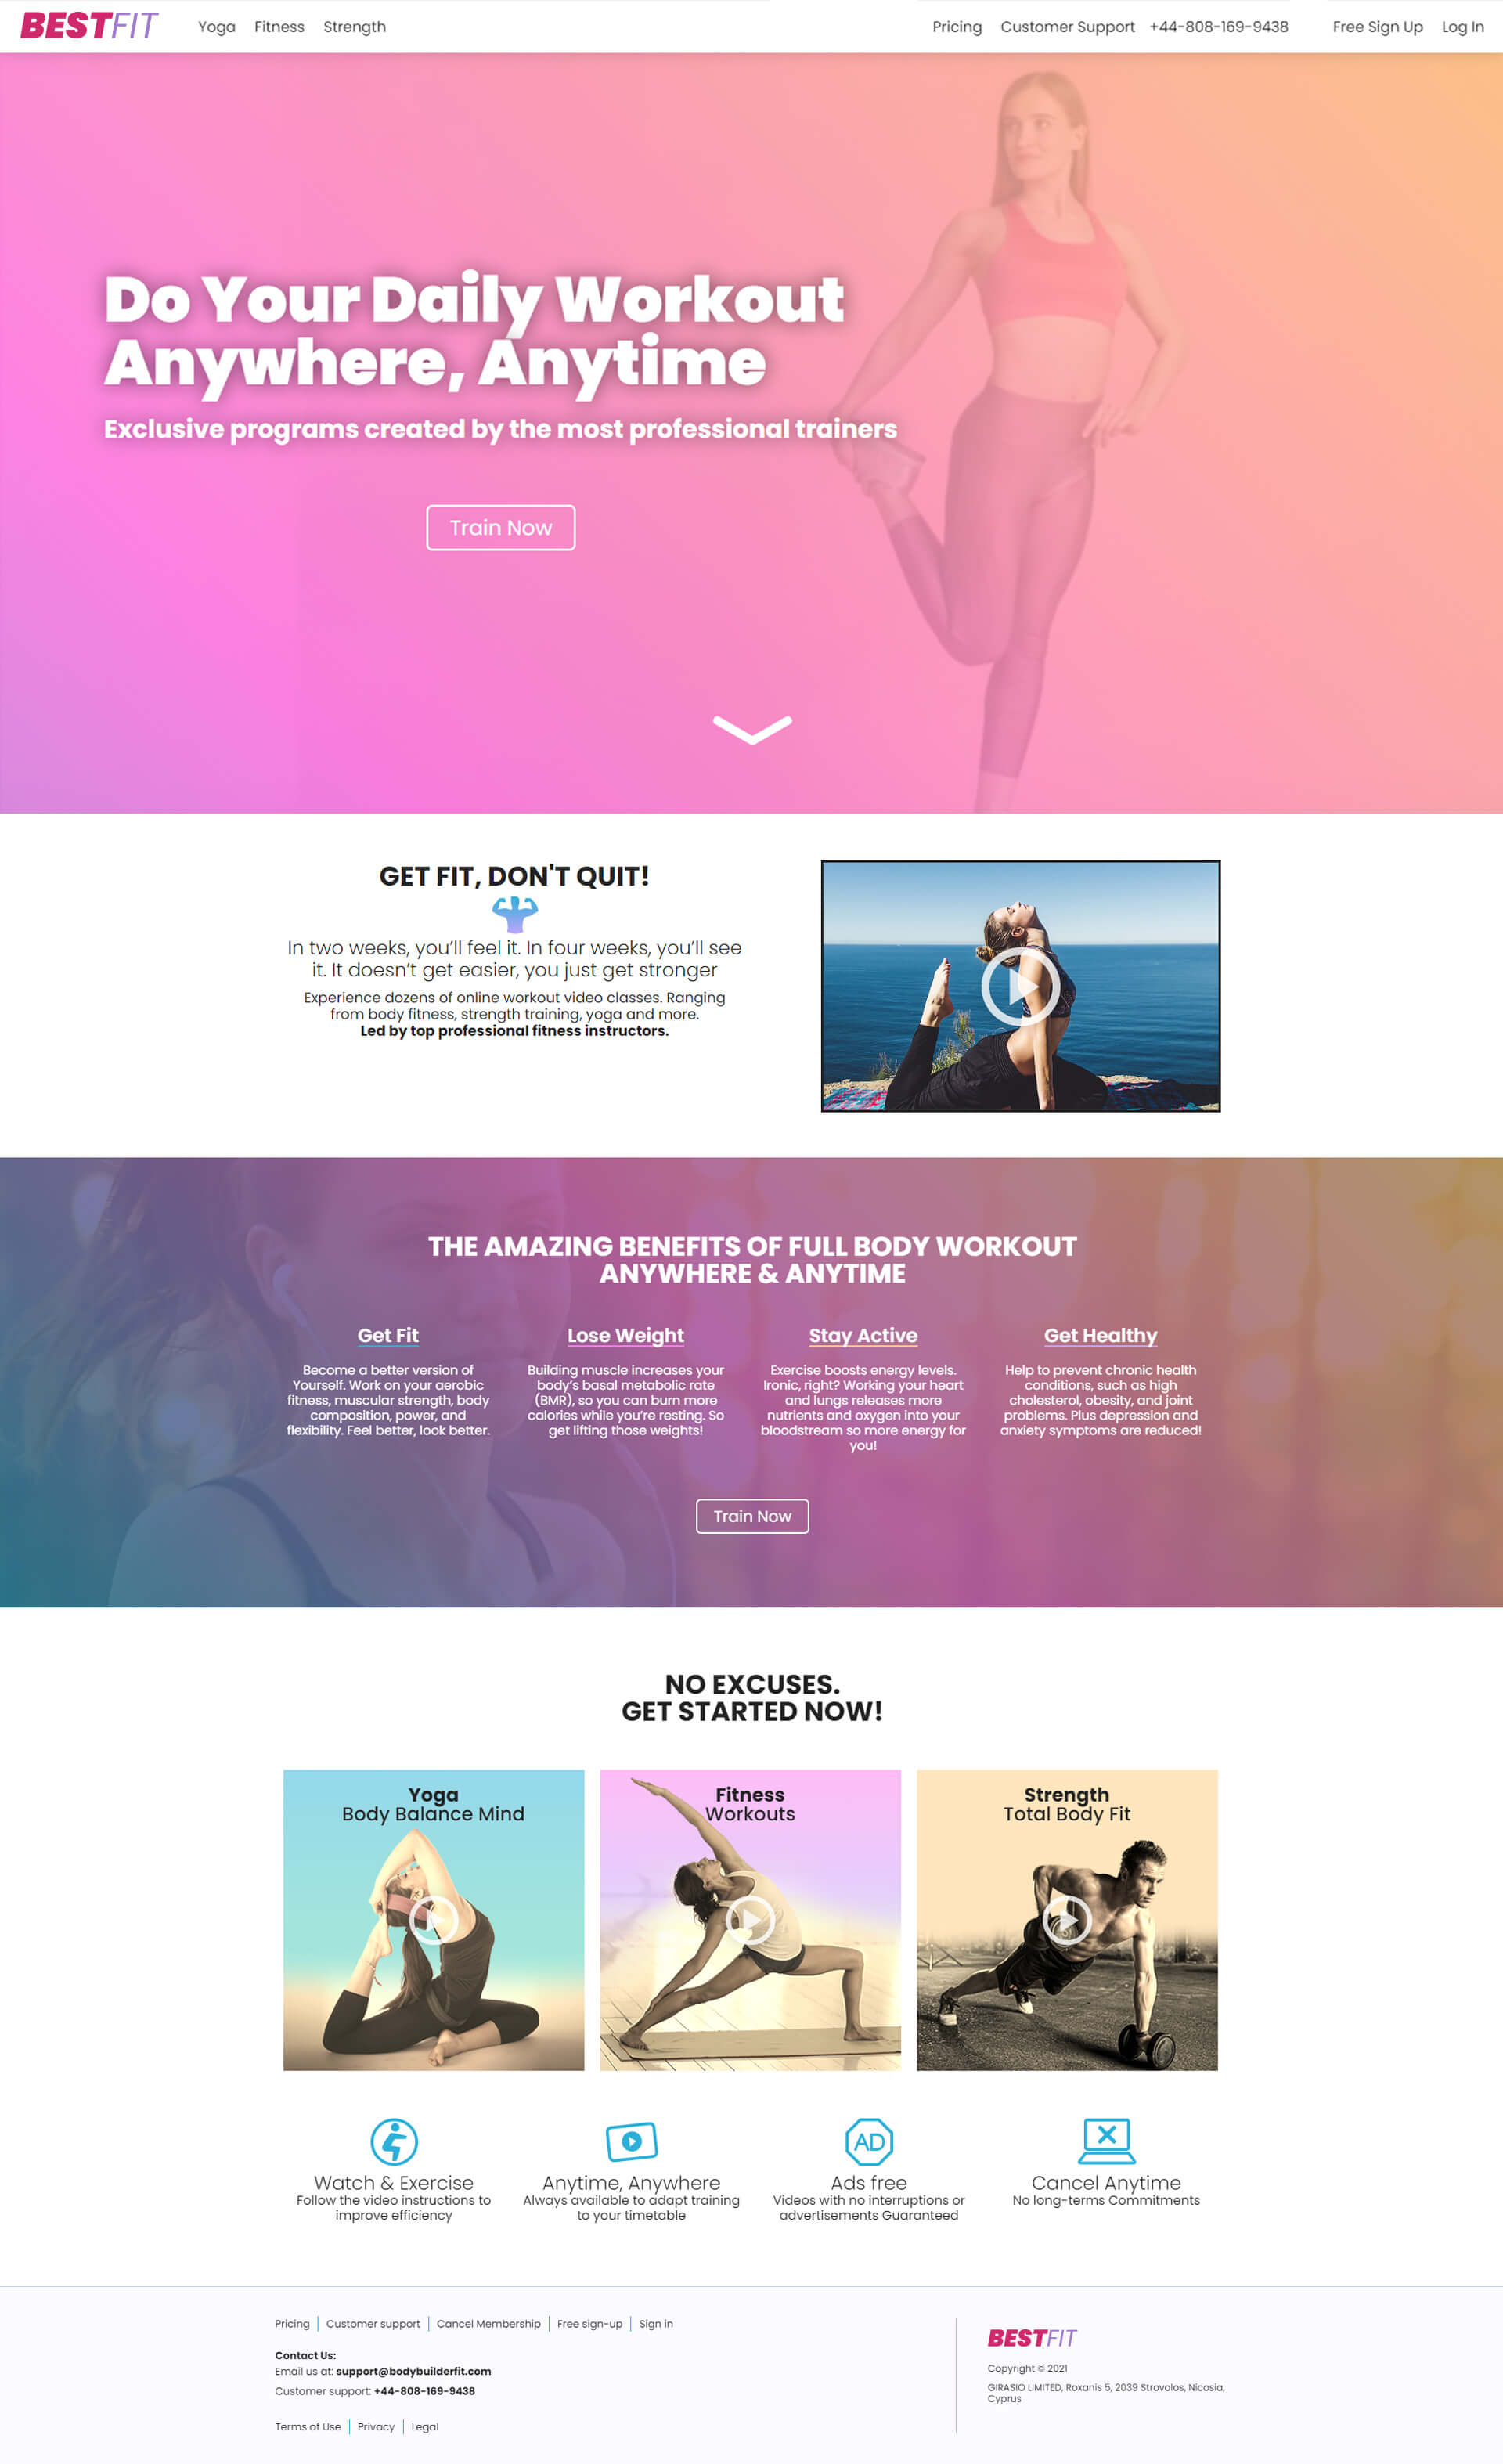 BESTFIT Yoga Fitness Strength Pricing Customer Support +44-808-169-9438 Free Sign Up Log In
Do Your Daily Workout
Anywhere, Anytime
Exclusive programs created by the most professional trainers
Train Now
GET FIT, DON'T QUIT!
In two weeks, you’ll feel it. In four weeks, you’ll see
it. It doesn’t get easier, you just get stronger
Experience dozens of online workout video classes. Ranging
from body fitness, strength training, yoga and more.
Led by top professional fitness instructors.
THE AMAZING BENEFITS OF FULL BODY WORKOUT
ANYWHERE & ANYTIME
Get Fit
Become a better version of
Yourself. Work on your aerobic
fitness, muscular strength, body
composition, power, and
flexibility. Feel better, look better.
Lose Weight
Building muscle increases your
body’s basal metabolic rate
(BMR), so you can burn more
calories while you’re resting. So
get lifting those weights!
Stay Active
Exercise boosts energy levels.
Ironic, right? Working your heart
and lungs releases more
nutrients and oxygen into your
bloodstream so more energy for
you!
Get Healthy
Help to prevent chronic health
conditions, such as high
cholesterol, obesity, and joint
problems. Plus depression and
anxiety symptoms are reduced!
Train Now
NO EXCUSES.
GET STARTED NOW!
Yoga
Body Balance Mind
Fitness
Workouts
Strength
Total Body Fit
Watch & Exercise
Follow the video instructions to
improve efficiency
Anytime, Anywhere
Always available to adapt training
to your timetable
AD
Ads free
Videos with no interruptions or
advertisements Guaranteed
Cancel Anytime
No long-terms Commitments
Pricing Customer support Cancel Membership Free sign-up Sign in
Contact Us:
Email us at: support@bodybuilderfit.com
Customer support: +44-808-169-9438
Terms of Use Privacy Legal
BESTFIT
Copyright © 2021
GIRASIO LIMITED, Roxanis 5, 2039 Strovolos, Nicosia,
Cyprus